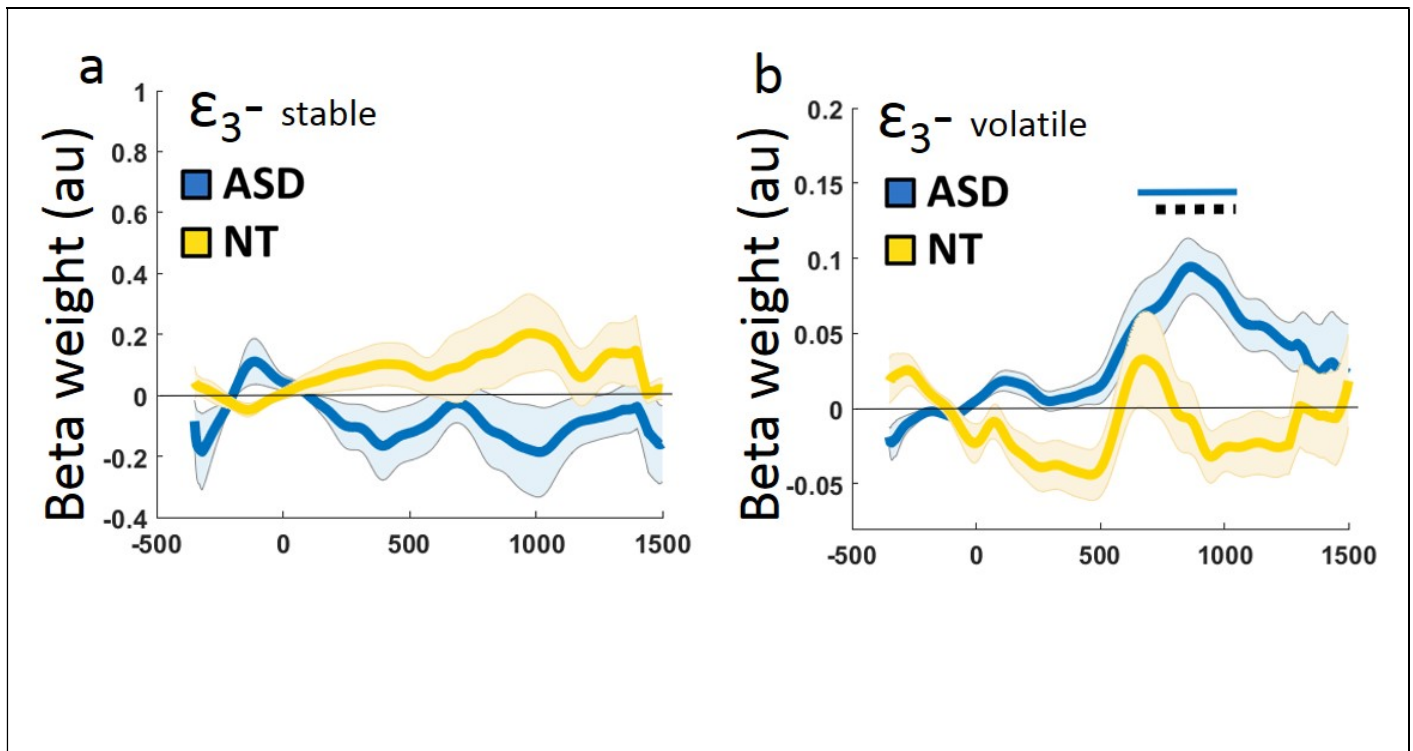 a
ε3- stable
ASD
NT
Beta weight (au)
1
0.8
0.6
0.4
0.2
0
-0.2
-0.4
-500 0 500 1000 1500
b
ε3- volatile
ASD
NT
Beta weight (au)
0.2
0.15
0.1
0.05
0
-0.05
-500 0 500 1000 1500